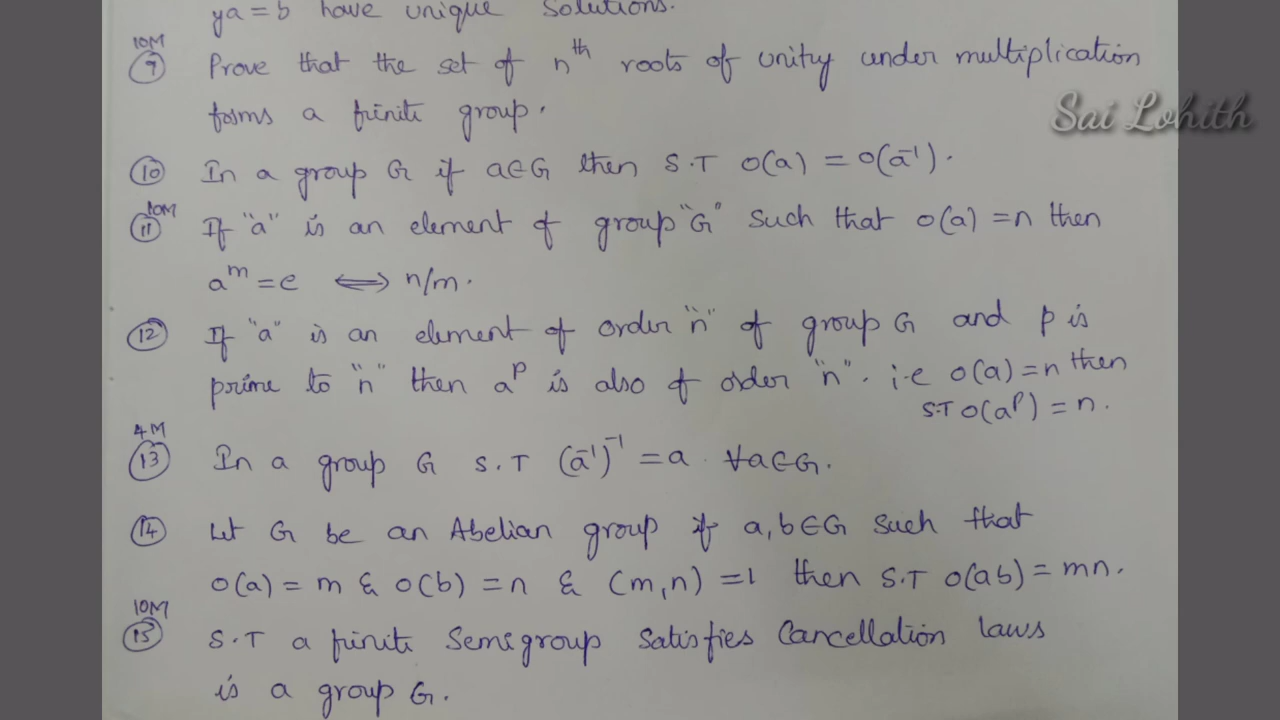 ya = b have unique solutions.
10M
⑨ Prove that the set of nᵗʰ roots of unity under multiplication
forms a finite group.
Sai Lohith
⑩ In a group G if a∈G then S.T O(a) = O(a⁻¹).
10M
⑪ If "a" is an element of group "G" such that O(a) = n then
aᵐ = e ⟺ n/m.
⑫ If "a" is an element of order "n" of group G and p is
prime to "n" then aᵖ is also of order "n". i.e O(a) = n then
S.T O(aᵖ) = n.
4M
⑬ In a group G S.T (a⁻¹)⁻¹ = a ∀a∈G.
⑭ Let G be an Abelian group if a, b∈G such that
O(a) = m & O(b) = n & (m,n) = 1 then S.T O(ab) = mn.
10M
⑮ S.T a finite Semigroup Satisfies Cancellation laws
is a group G.